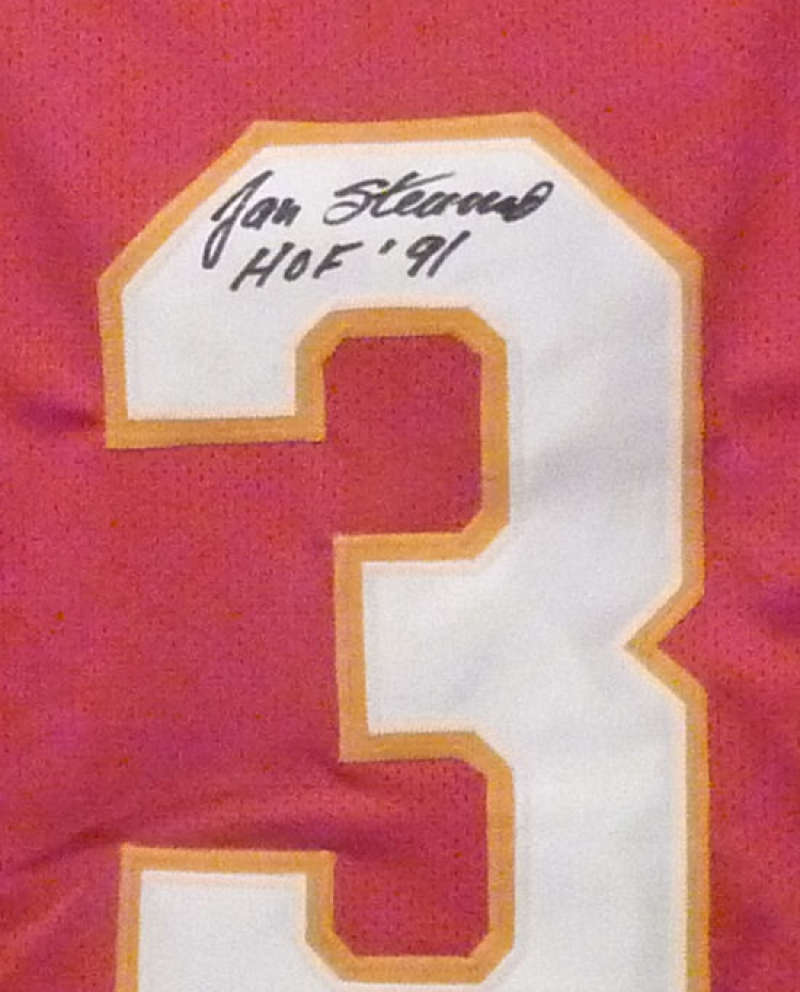 Jan Stenerud
HOF '91
3